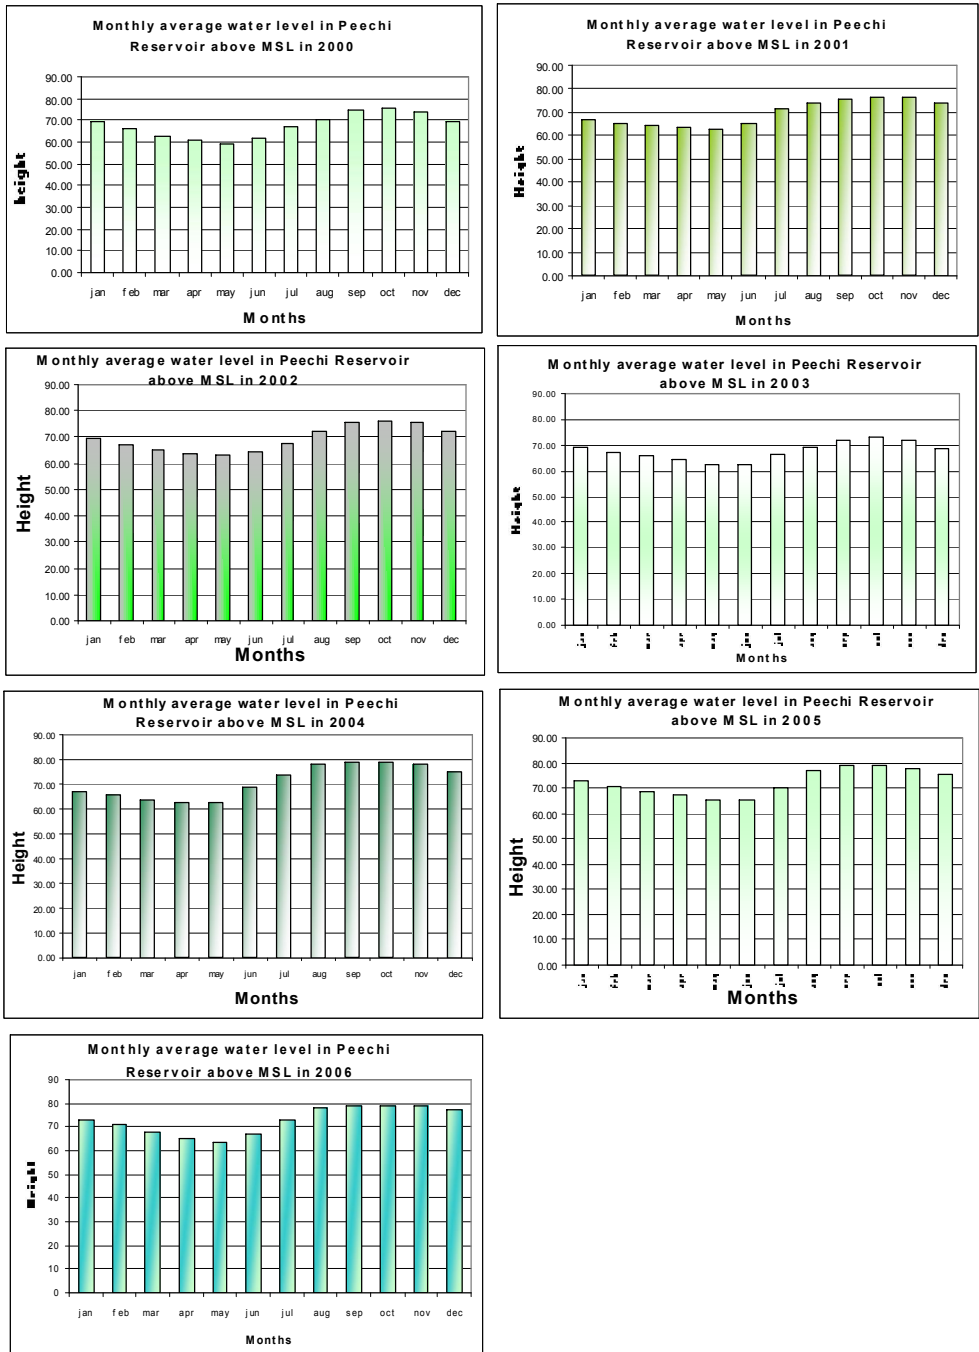 Monthly average water level in Peechi
Reservoir above MSL in 2000
90.00
80.00
70.00
60.00
50.00
40.00
30.00
20.00
10.00
0.00
height
jan feb mar apr may jun jul aug sep oct nov dec
Months
Monthly average water level in Peechi
Reservoir above MSL in 2001
90.00
80.00
70.00
60.00
50.00
40.00
30.00
20.00
10.00
0.00
Height
jan feb mar apr may jun jul aug sep oct nov dec
Months
Monthly average water level in Peechi Reservoir
above MSL in 2002
90.00
80.00
70.00
60.00
50.00
40.00
30.00
20.00
10.00
0.00
Height
jan feb mar apr may jun jul aug sep oct nov dec
Months
Monthly average water level in Peechi Reservoir
above MSL in 2003
90.00
80.00
70.00
60.00
50.00
40.00
30.00
20.00
10.00
0.00
Height
Months
Monthly average water level in Peechi
Reservoir above MSL in 2004
90.00
80.00
70.00
60.00
50.00
40.00
30.00
20.00
10.00
0.00
Height
jan feb mar apr may jun jul aug sep oct nov dec
Months
Monthly average water level in Peechi Reservoir
above MSL in 2005
90.00
80.00
70.00
60.00
50.00
40.00
30.00
20.00
10.00
0.00
Height
Months
Monthly average water level in Peechi
Reservoir above MSL in 2006
90
80
70
60
50
40
30
20
10
0
jan feb mar apr may jun jul aug sep oct nov dec
Months